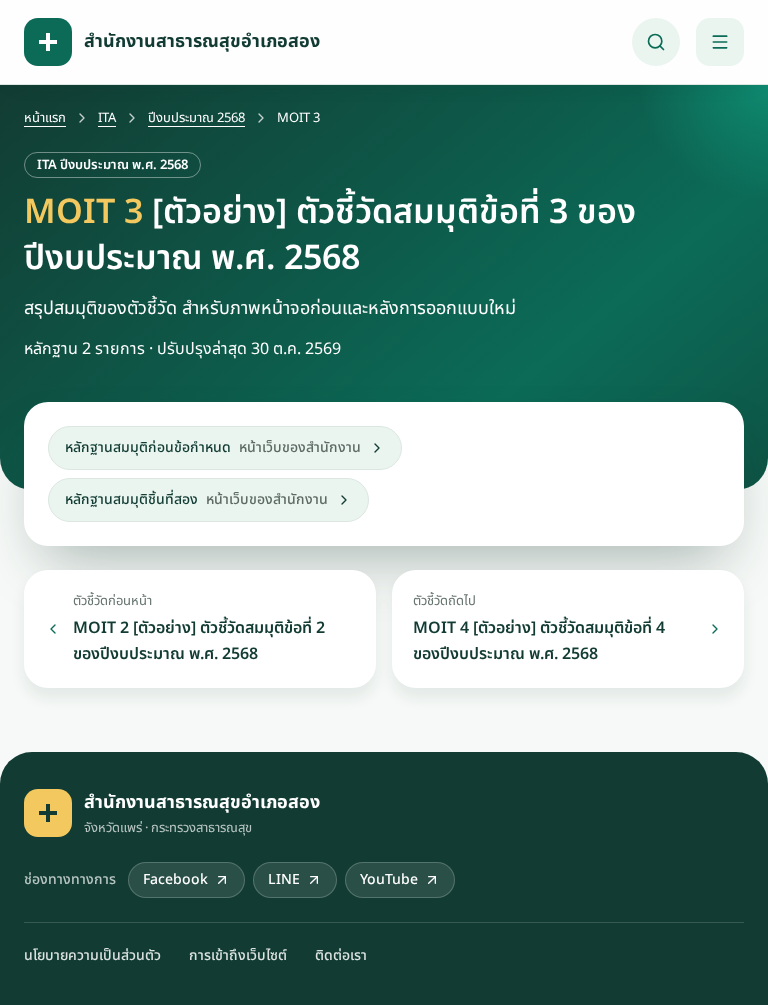 สำนักงานสาธารณสุขอำเภอสอง
หน้าแรก
ITA
ปีงบประมาณ 2568
MOIT 3
ITA ปีงบประมาณ พ.ศ. 2568
MOIT 3 [ตัวอย่าง] ตัวชี้วัดสมมุติข้อที่ 3 ของ
ปีงบประมาณ พ.ศ. 2568
สรุปสมมุติของตัวชี้วัด สำหรับภาพหน้าจอก่อนและหลังการออกแบบใหม่
หลักฐาน 2 รายการ · ปรับปรุงล่าสุด 30 ต.ค. 2569
หลักฐานสมมุติก่อนข้อกำหนด หน้าเว็บของสำนักงาน
หลักฐานสมมุติชิ้นที่สอง หน้าเว็บของสำนักงาน
ตัวชี้วัดก่อนหน้า
MOIT 2 [ตัวอย่าง] ตัวชี้วัดสมมุติข้อที่ 2
ของปีงบประมาณ พ.ศ. 2568
ตัวชี้วัดถัดไป
MOIT 4 [ตัวอย่าง] ตัวชี้วัดสมมุติข้อที่ 4
ของปีงบประมาณ พ.ศ. 2568
สำนักงานสาธารณสุขอำเภอสอง
จังหวัดแพร่ · กระทรวงสาธารณสุข
ช่องทางทางการ
Facebook
LINE
YouTube
นโยบายความเป็นส่วนตัว
การเข้าถึงเว็บไซต์
ติดต่อเรา